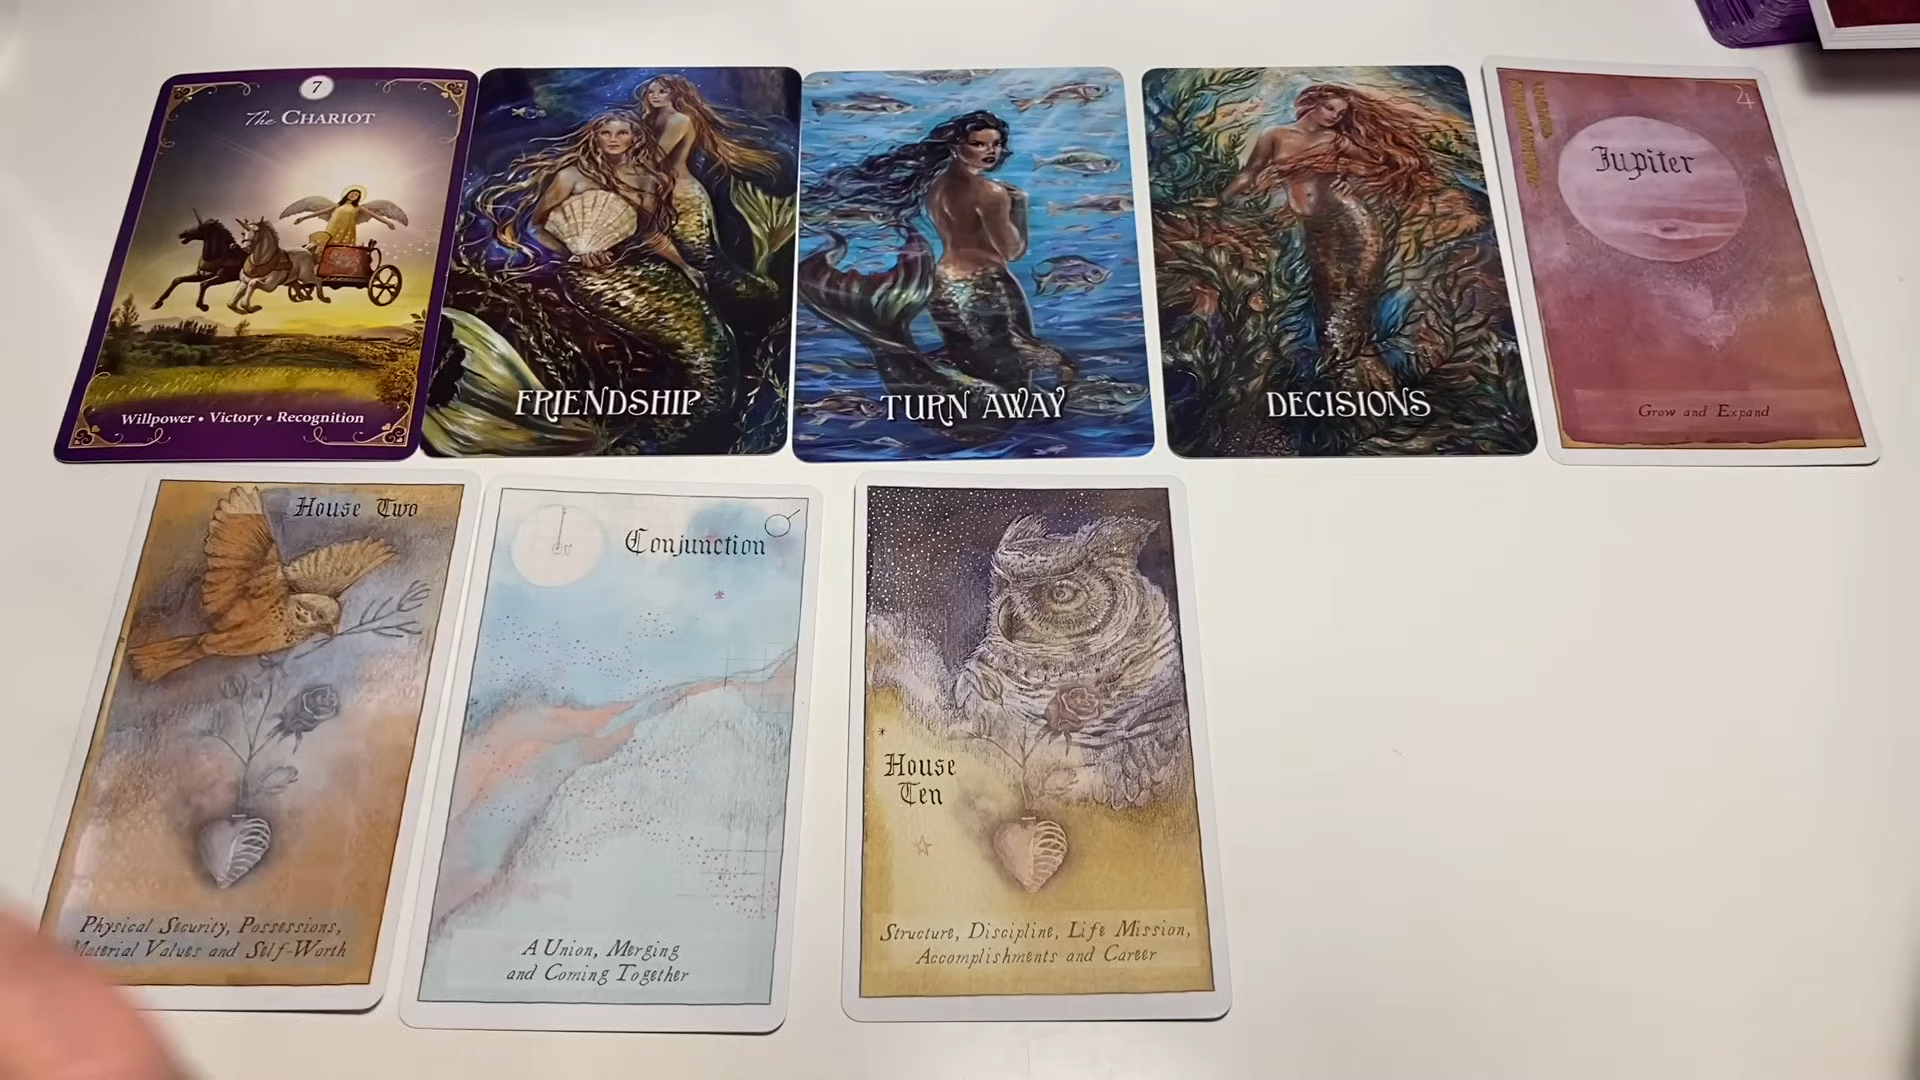 7
The CHARIOT
Willpower • Victory • Recognition
FRIENDSHIP
TURN AWAY
DECISIONS
Jupiter
Grow and Expand
House Two
Physical Security, Possessions,
Material Values and Self-Worth
Conjunction
A Union, Merging
and Coming Together
House
Ten
Structure, Discipline, Life Mission,
Accomplishments and Career